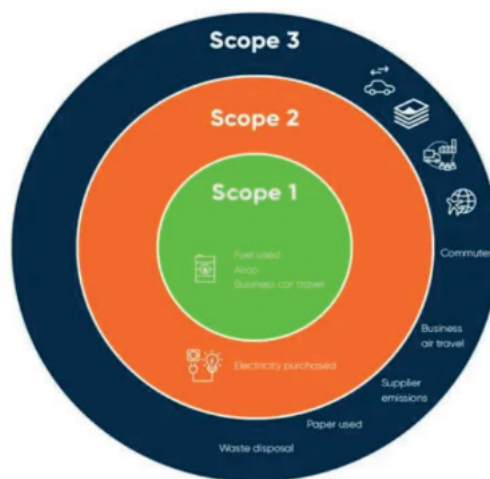 Scope 3
Scope 2
Scope 1
Fuel used
Airco
Business car travel
Electricity purchased
Commuter
Business
air travel
Supplier
emissions
Paper used
Waste disposal